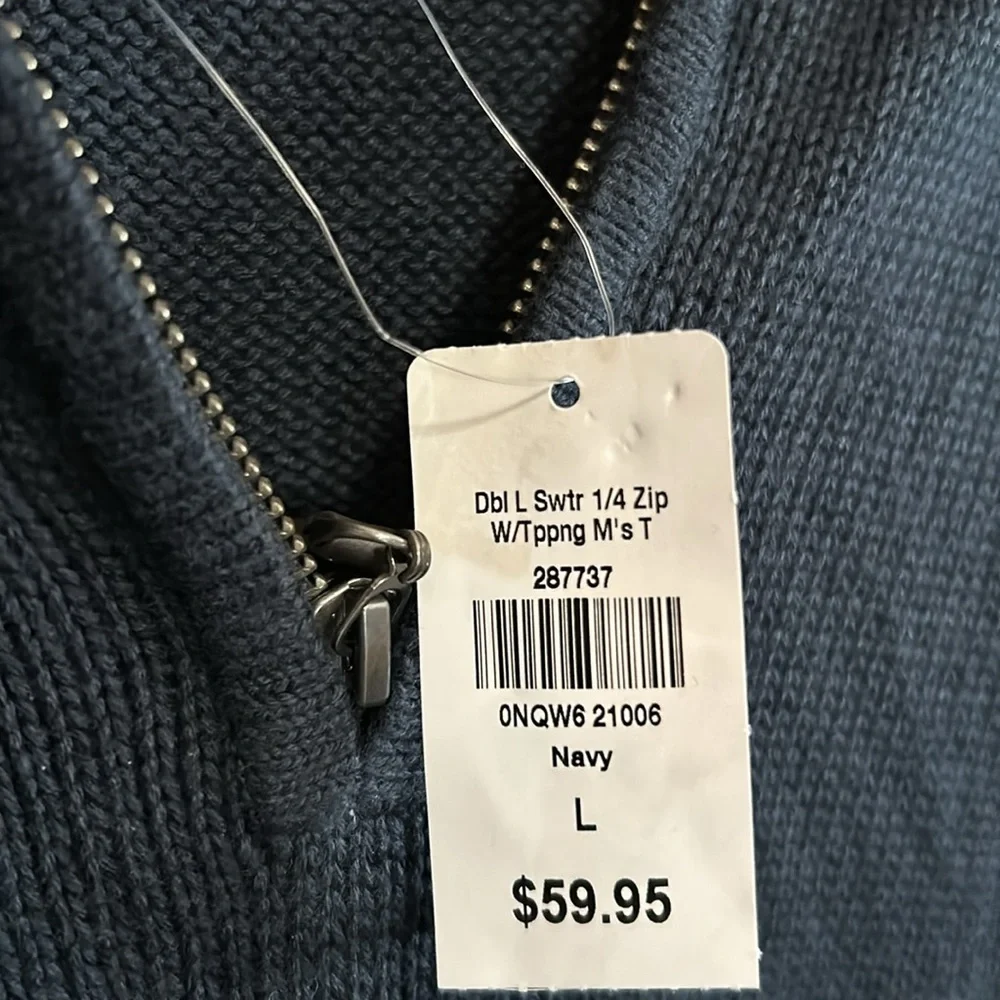 Dbl L Swtr 1/4 Zip
W/Tppng M's T
287737
0NQW6 21006
Navy
L
$59.95